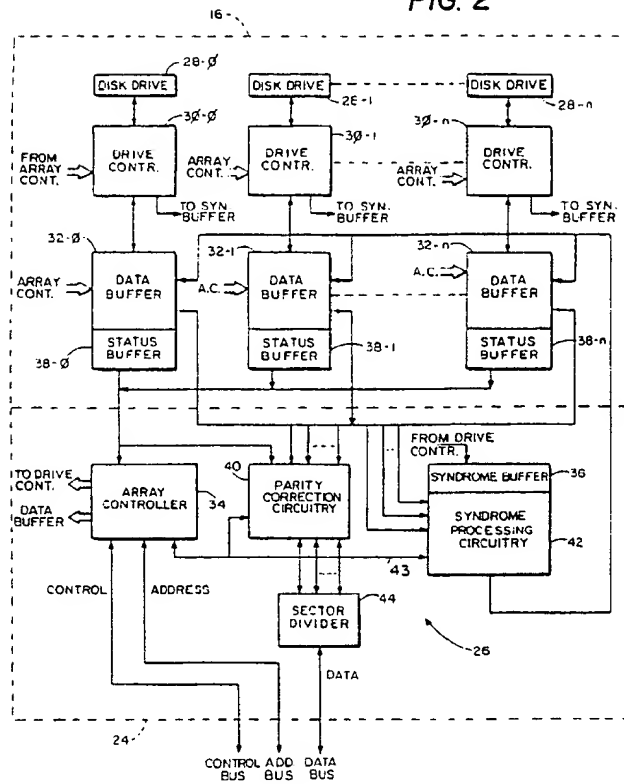 FIG. 2
16
DISK DRIVE
28-Ø
DISK DRIVE
28-1
DISK DRIVE
28-n
3Ø-Ø
3Ø-1
3Ø-n
FROM
ARRAY
CONT.
DRIVE
CONTR.
ARRAY
CONT.
DRIVE
CONTR.
ARRAY
CONT.
DRIVE
CONTR.
TO SYN.
BUFFER
TO SYN.
BUFFER
TO SYN.
BUFFER
32-Ø
32-1
32-n
ARRAY
CONT.
DATA
BUFFER
A.C.
DATA
BUFFER
A.C.
DATA
BUFFER
STATUS
BUFFER
38-Ø
STATUS
BUFFER
38-1
STATUS
BUFFER
38-n
FROM DRIVE
CONTR.
TO DRIVE
CONT.
DATA
BUFFER
ARRAY
CONTROLLER
34
40
PARITY
CORRECTION
CIRCUITRY
SYNDROME BUFFER
36
SYNDROME
PROCESSING
CIRCUITRY
42
43
CONTROL
ADDRESS
SECTOR
DIVIDER
44
DATA
26
24
CONTROL
BUS
ADD
BUS
DATA
BUS